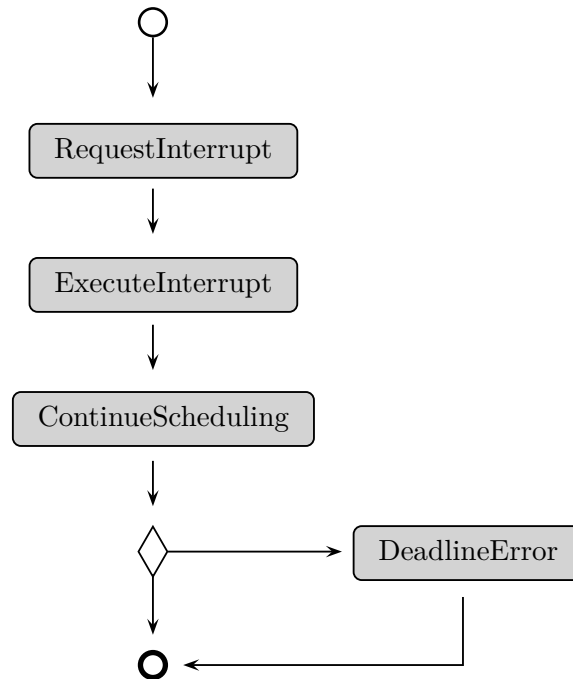 RequestInterrupt
ExecuteInterrupt
ContinueScheduling
DeadlineError